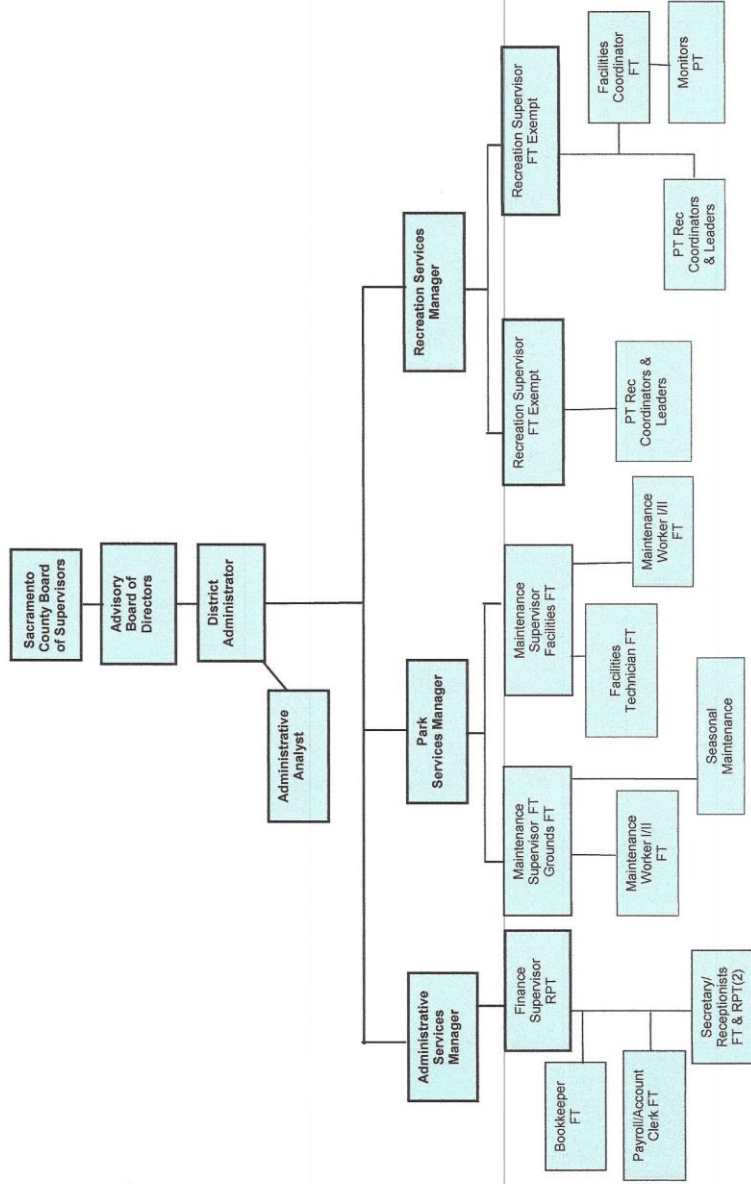 Sacramento
County Board
of Supervisors
Advisory
Board of
Directors
District
Administrator
Administrative
Analyst
Administrative
Services
Manager
Park
Services Manager
Recreation Services
Manager
Finance
Supervisor
RPT
Maintenance
Supervisor FT
Grounds FT
Maintenance
Supervisor
Facilities FT
Recreation Supervisor
FT Exempt
Recreation Supervisor
FT Exempt
Bookkeeper
FT
Payroll/Account
Clerk FT
Secretary/
Receptionists
FT & RPT(2)
Maintenance
Worker I/II
FT
Seasonal
Maintenance
Facilities
Technician FT
Maintenance
Worker I/II
FT
PT Rec
Coordinators &
Leaders
PT Rec
Coordinators
& Leaders
Facilities
Coordinator
FT
Monitors
PT